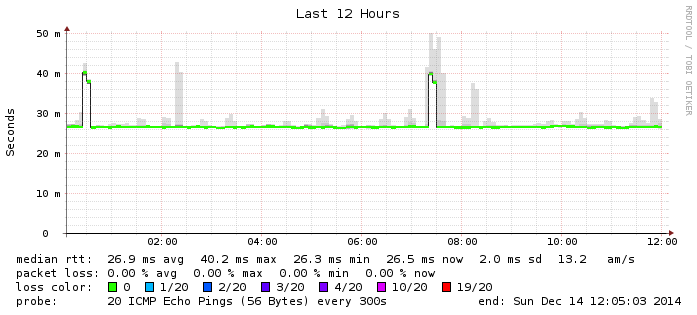 Last 12 Hours
RRDTOOL / TOBI OETIKER
Seconds
50 m
40 m
30 m
20 m
10 m
0
02:00 04:00 06:00 08:00 10:00 12:00
median rtt: 26.9 ms avg 40.2 ms max 26.3 ms min 26.5 ms now 2.0 ms sd 13.2 am/s
packet loss: 0.00 % avg 0.00 % max 0.00 % min 0.00 % now
loss color: 0 1/20 2/20 3/20 4/20 10/20 19/20
probe: 20 ICMP Echo Pings (56 Bytes) every 300s end: Sun Dec 14 12:05:03 2014